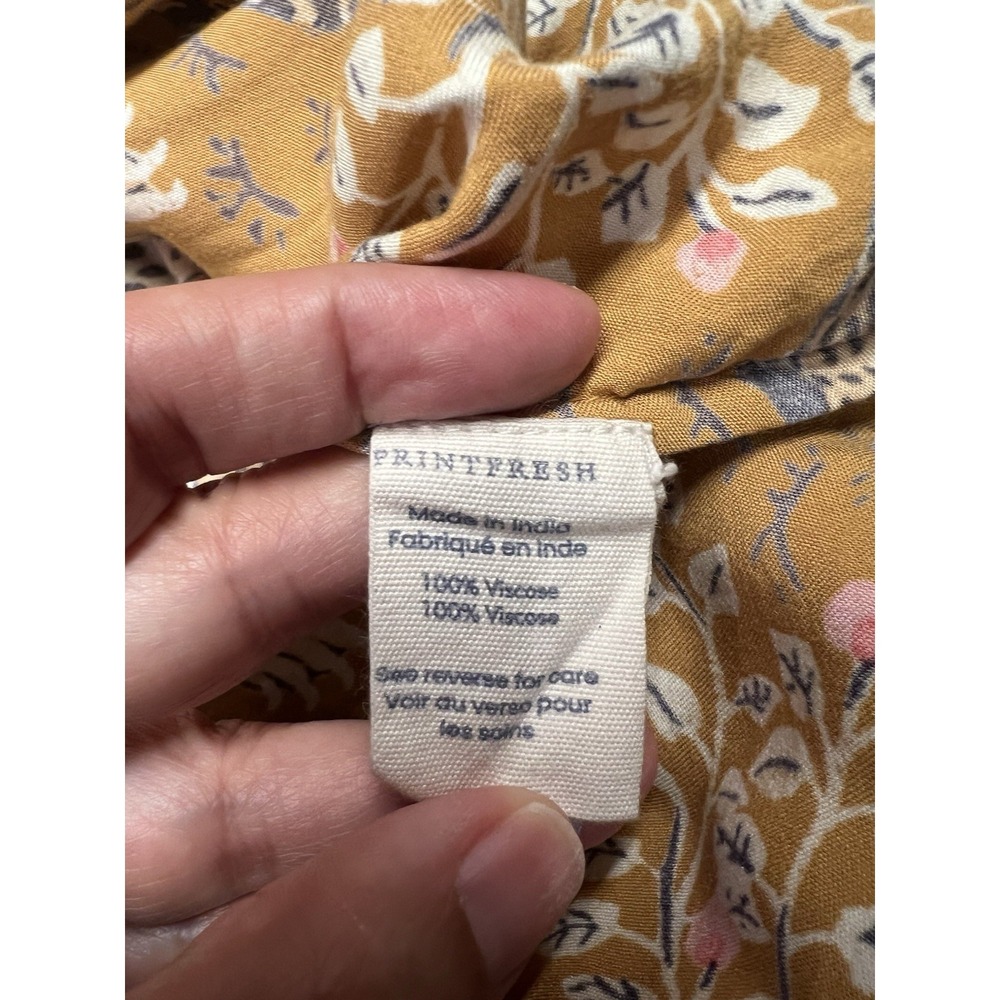 PRINTFRESH
Made in India
Fabriqué en Inde
100% Viscose
100% Viscose
See reverse for care
Voir au verso pour
les soins